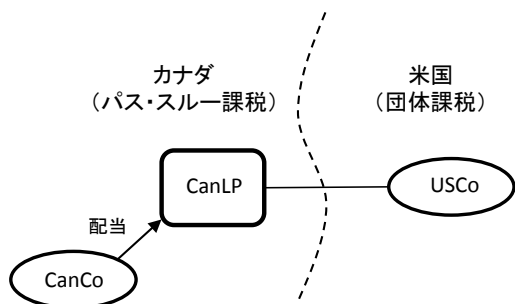 カナダ
（パス・スルー課税）
米国
（団体課税）
CanLP
USCo
配当
CanCo